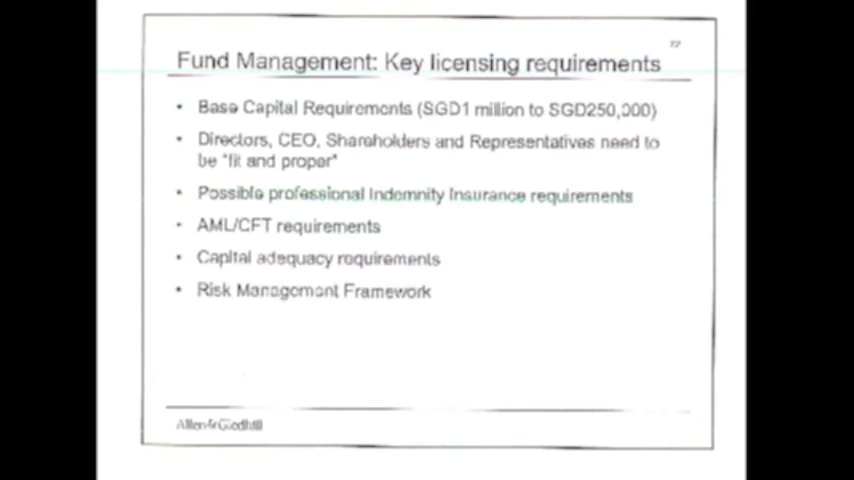 Fund Management: Key licensing requirements
• Base Capital Requirements (SGD1 million to SGD250,000)
• Directors, CEO, Shareholders and Representatives need to
be "fit and proper"
• Possible professional Indemnity Insurance requirements
• AML/CFT requirements
• Capital adequacy requirements
• Risk Management Framework
Allen & Gledhill